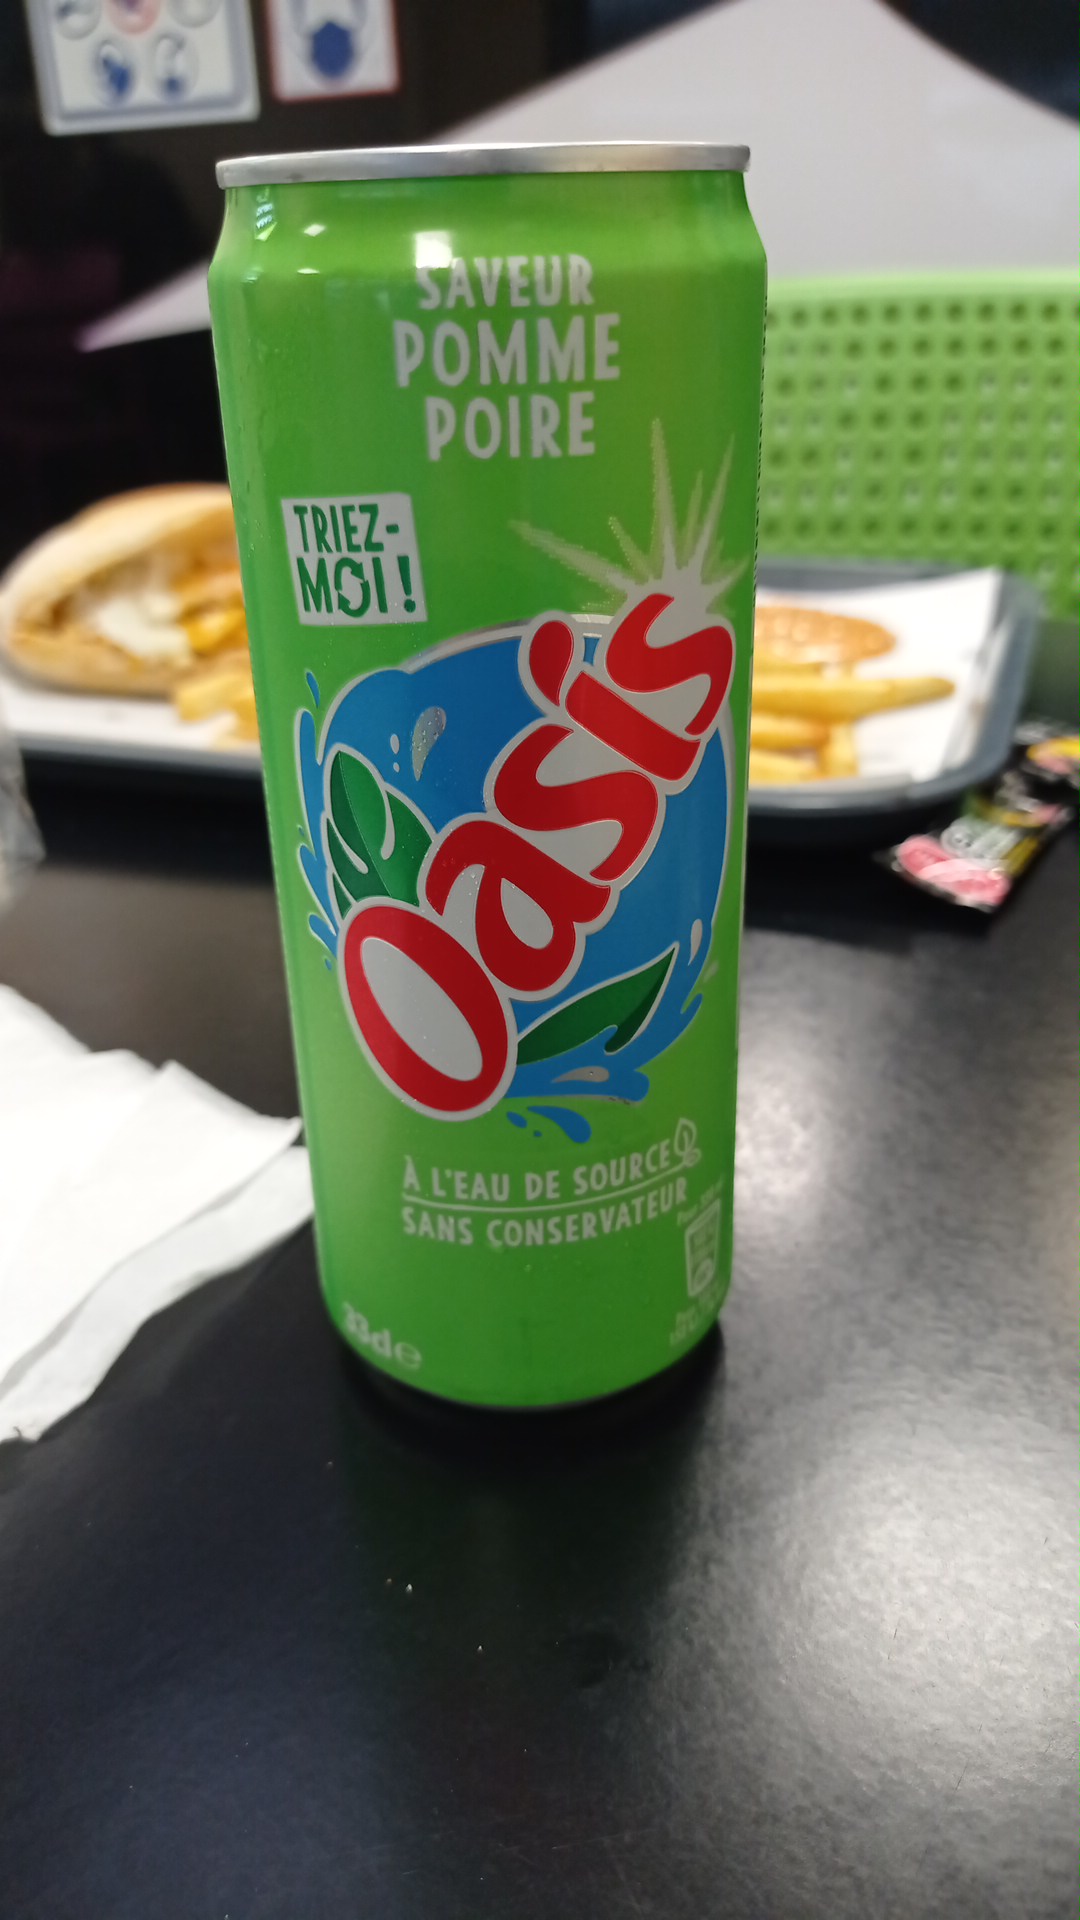 SAVEUR
POMME
POIRE
TRIEZ-
MOI !
Oasis
À L'EAU DE SOURCE
SANS CONSERVATEUR
33cl e